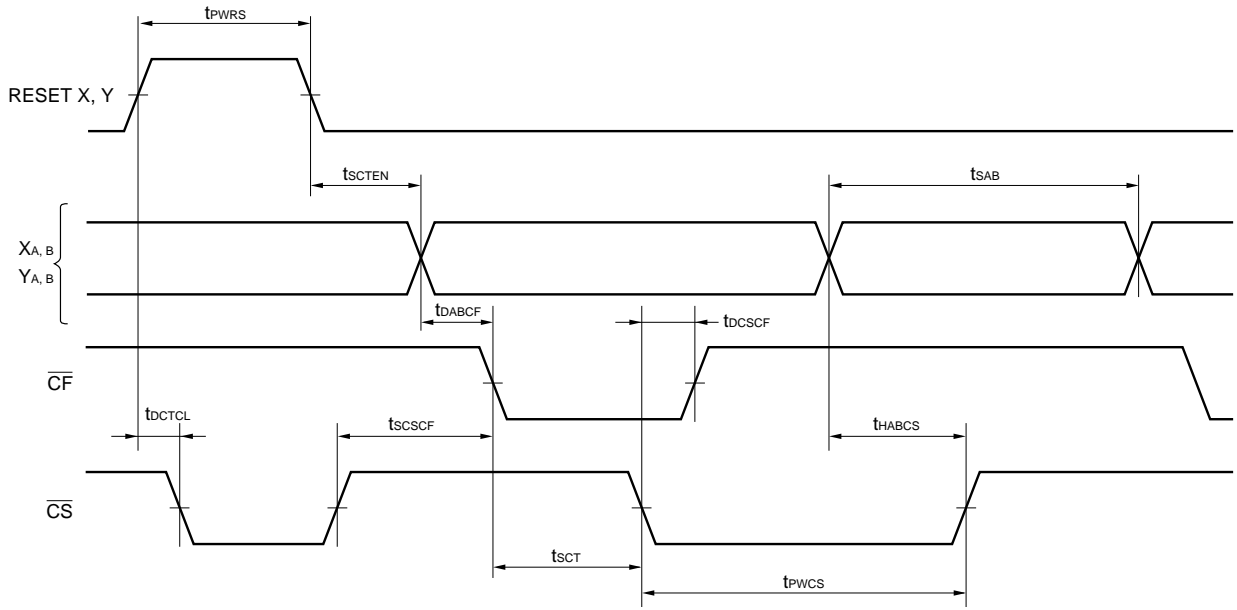 tPWRS
RESET X, Y
tSCTEN
tSAB
XA, B
YA, B
tDABCF
tDCSCF
CF
tDCTCL
tSCSCF
tHABCS
CS
tSCT
tPWCS